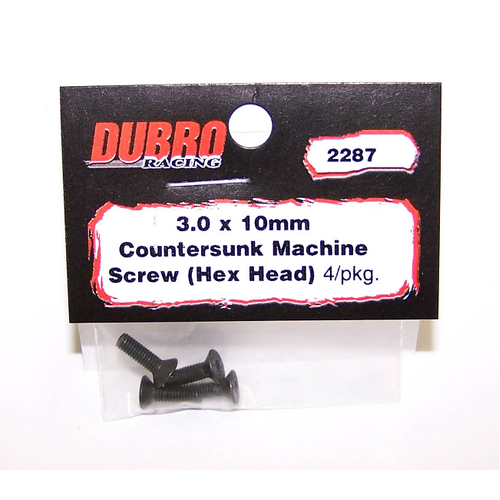 DUBRO
RACING
2287
3.0 x 10mm
Countersunk Machine
Screw (Hex Head) 4/pkg.